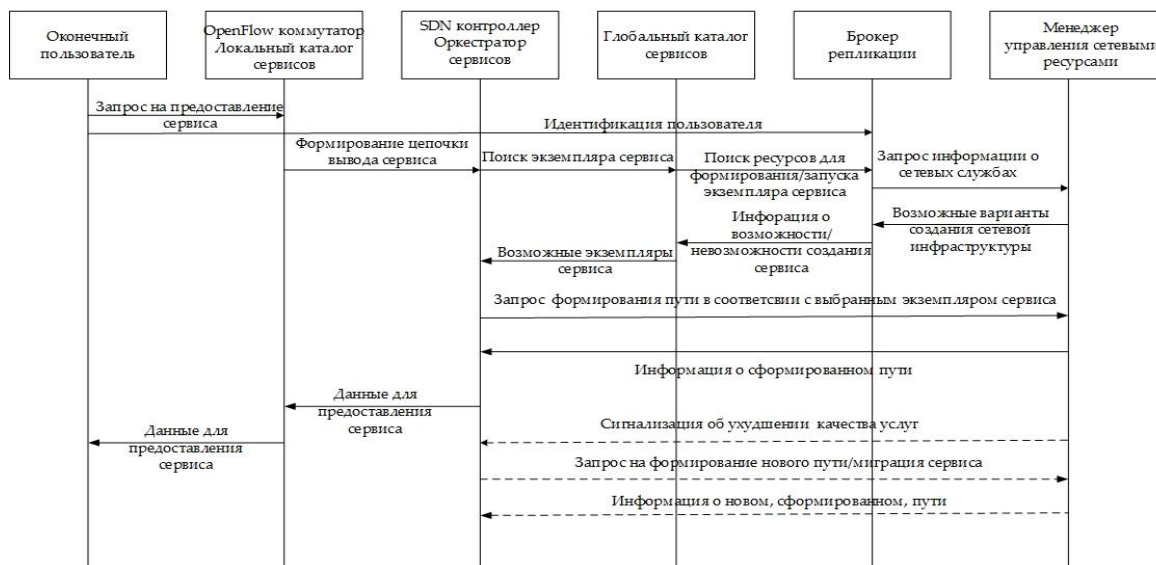 Оконечный
пользователь
OpenFlow коммутатор
Локальный каталог
сервисов
SDN контроллер
Оркестратор
сервисов
Глобальный каталог
сервисов
Брокер
репликации
Менеджер
управления сетевыми
ресурсами
Запрос на предоставление
сервиса
Идентификация пользователя
Формирование цепочки
вывода сервиса
Поиск экземпляра сервиса
Поиск ресурсов для
формирования/запуска
экземпляра сервиса
Запрос информации о
сетевых службах
Возможные варианты
создания сетевой
инфраструктуры
Инфорация о
возможности/
невозможности создания
сервиса
Возможные экземпляры
сервиса
Запрос формирования пути в соответсвии с выбранным экземпляром сервиса
Информация о сформированном пути
Данные для
предоставления
сервиса
Данные для
предоставления
сервиса
Сигнализация об ухудшении качества услуг
Запрос на формирование нового пути/миграция сервиса
Информация о новом, сформированном, пути